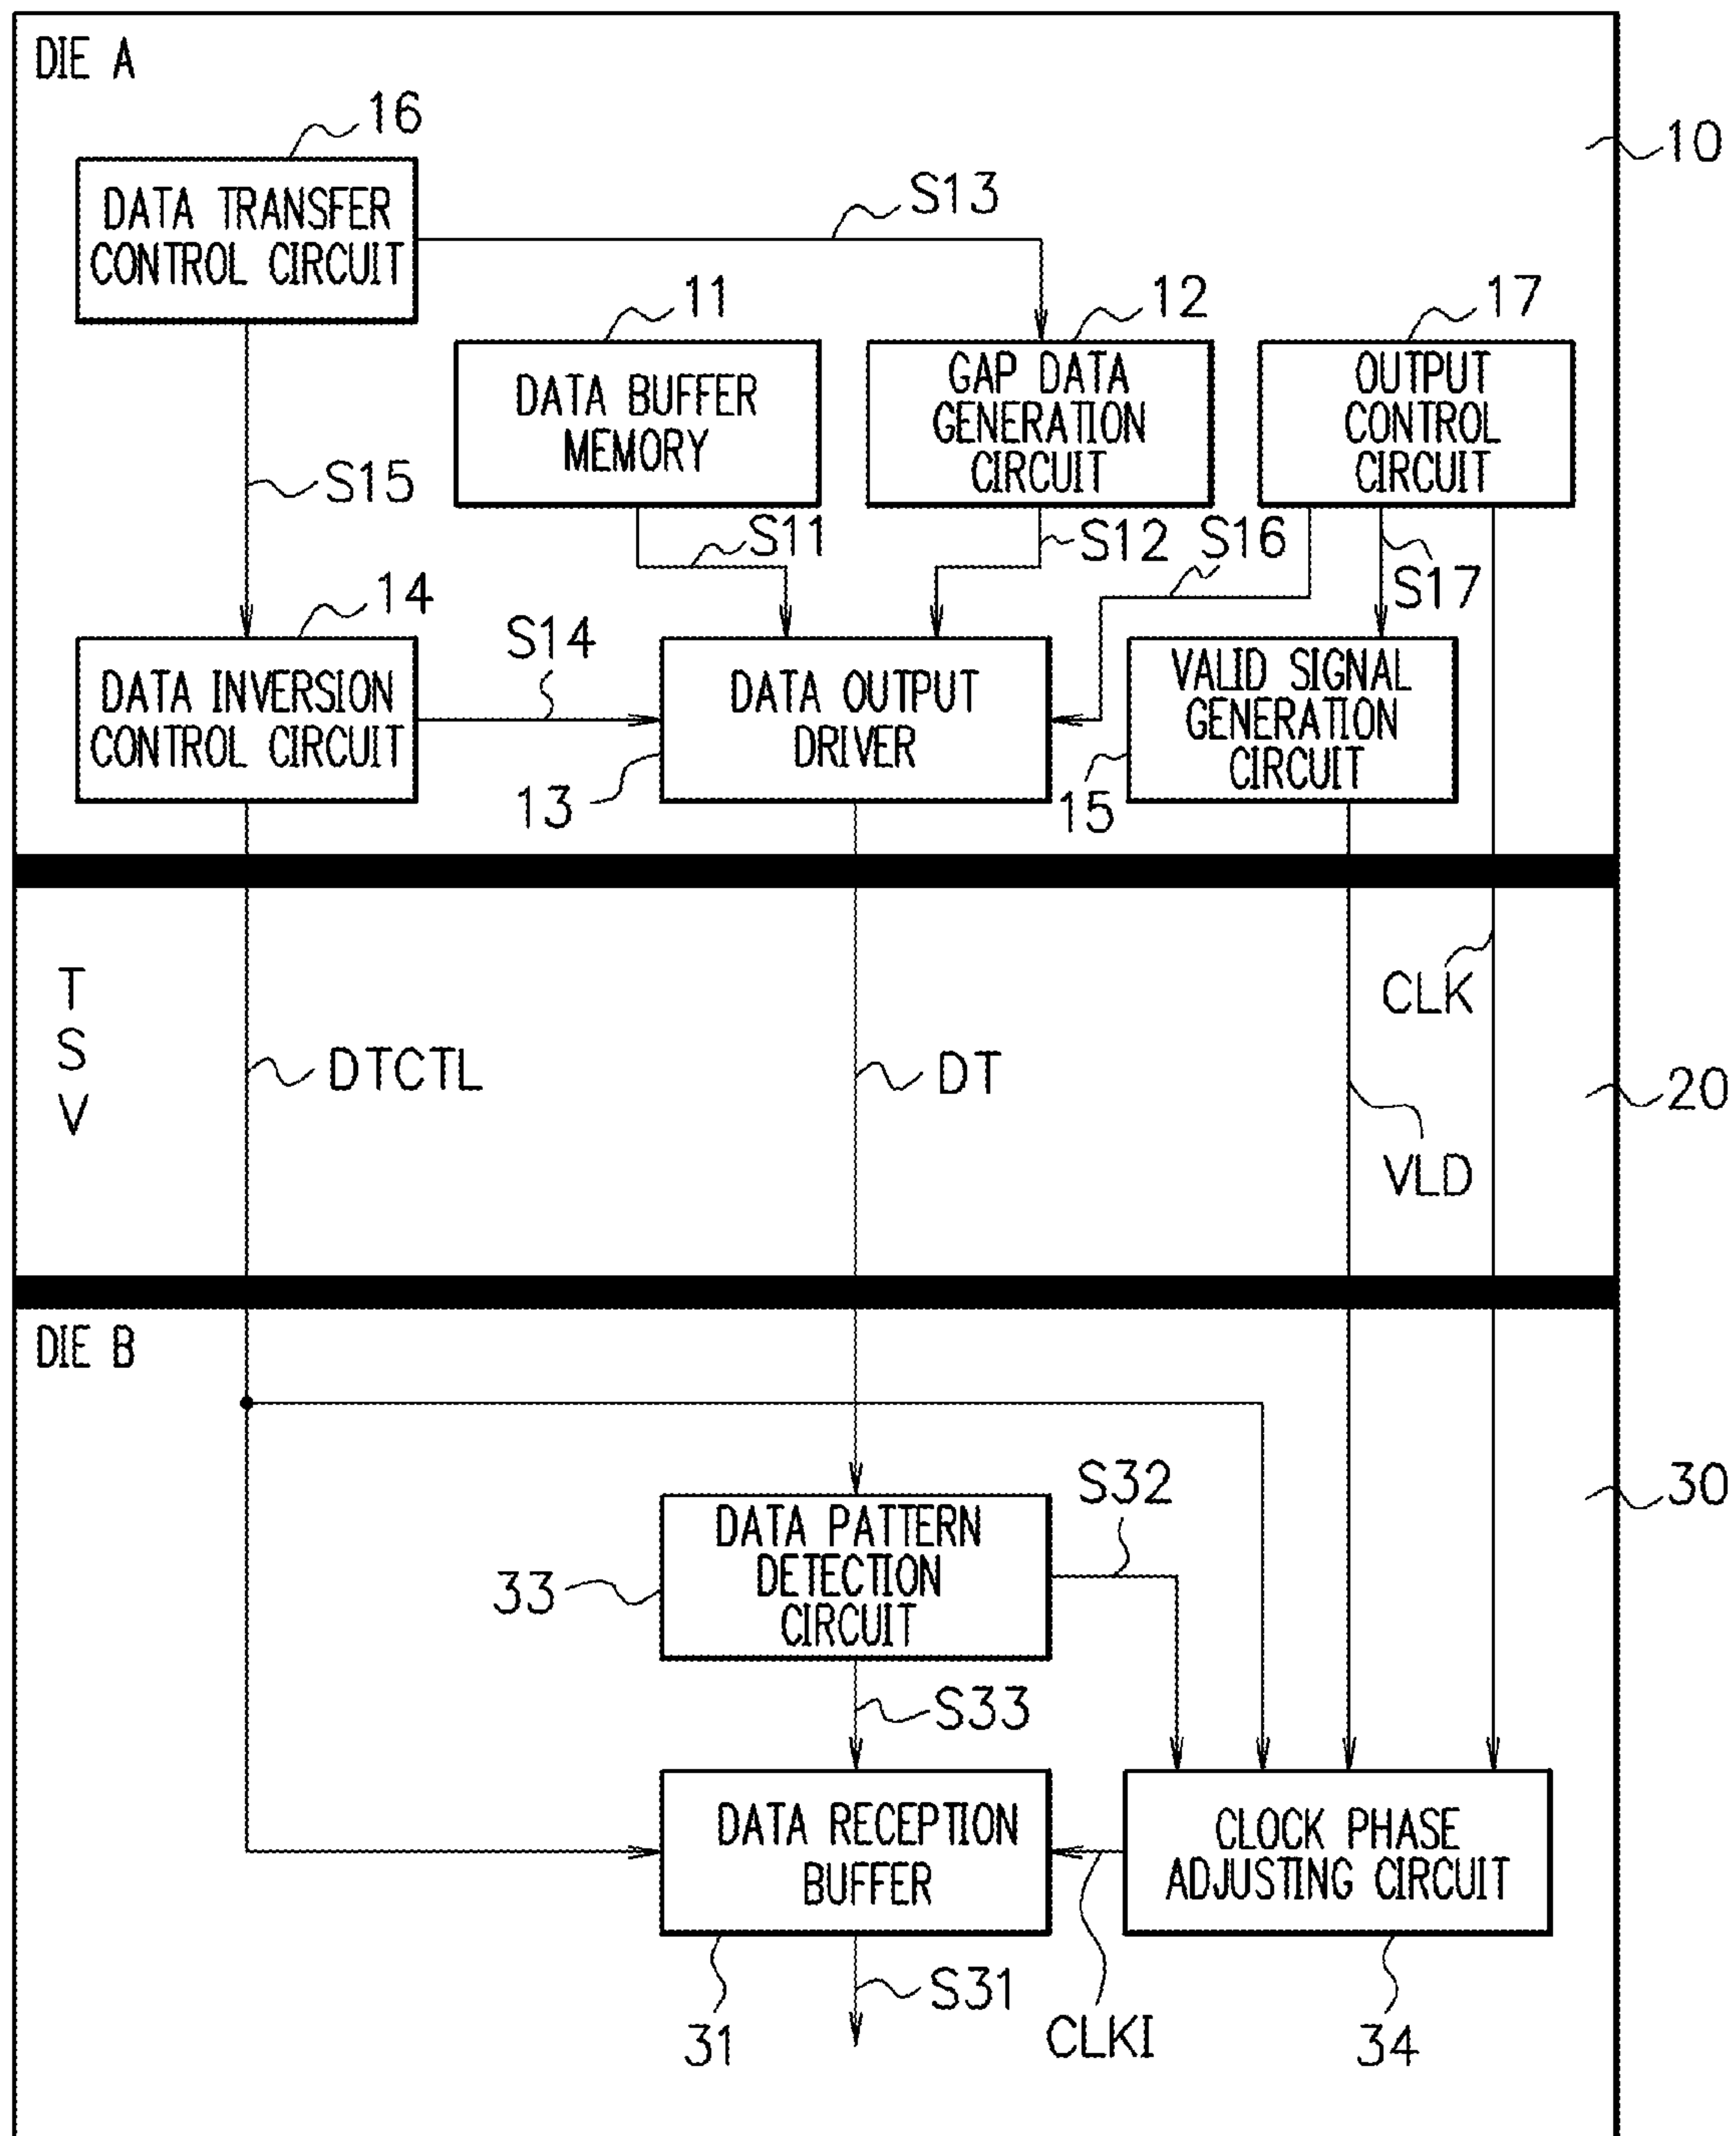 DIE A
16
10
DATA TRANSFER
CONTROL CIRCUIT
S13
11
12
17
DATA BUFFER
MEMORY
GAP DATA
GENERATION
CIRCUIT
OUTPUT
CONTROL
CIRCUIT
S15
S11
S12
S16
S17
14
S14
DATA INVERSION
CONTROL CIRCUIT
DATA OUTPUT
DRIVER
VALID SIGNAL
GENERATION
CIRCUIT
13
15
T
S
V
CLK
DTCTL
DT
20
VLD
DIE B
S32
30
DATA PATTERN
DETECTION
CIRCUIT
33
S33
DATA RECEPTION
BUFFER
CLOCK PHASE
ADJUSTING CIRCUIT
S31
31
CLKI
34